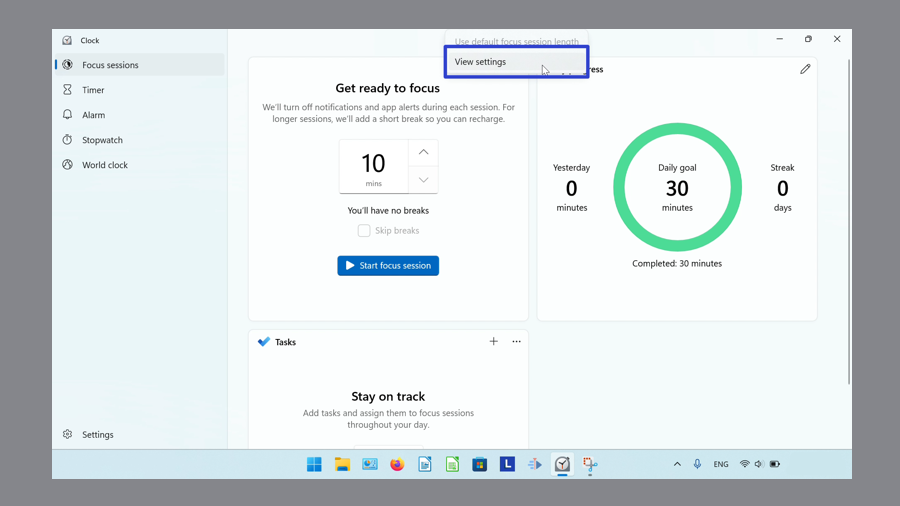 Clock
Focus sessions
Timer
Alarm
Stopwatch
World clock
Settings
Use default focus session length
View settings
Get ready to focus
We'll turn off notifications and app alerts during each session. For
longer sessions, we'll add a short break so you can recharge.
10
mins
You'll have no breaks
Skip breaks
Start focus session
Yesterday
0
minutes
Daily goal
30
minutes
Streak
0
days
Completed: 30 minutes
Tasks
Stay on track
Add tasks and assign them to focus sessions
throughout your day.
L
ENG